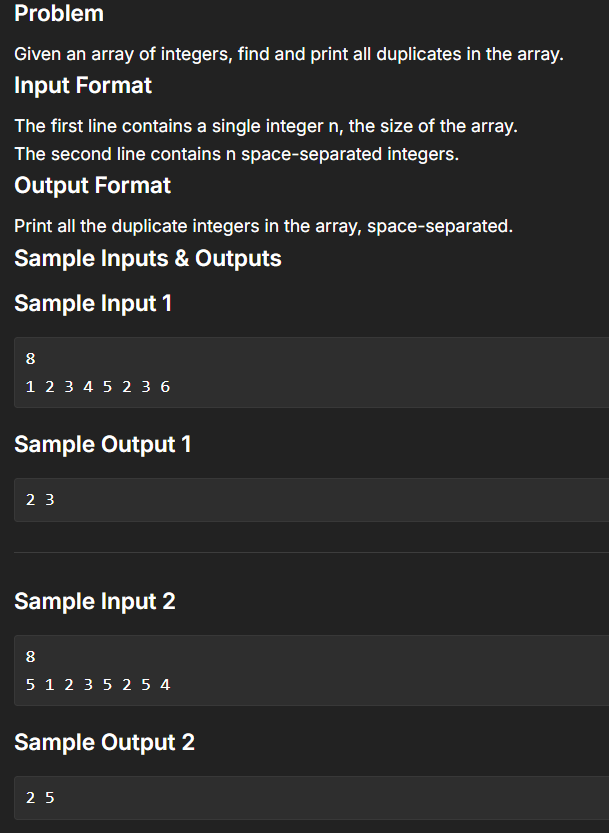 Problem
Given an array of integers, find and print all duplicates in the array.
Input Format
The first line contains a single integer n, the size of the array.
The second line contains n space-separated integers.
Output Format
Print all the duplicate integers in the array, space-separated.
Sample Inputs & Outputs
Sample Input 1
8
1 2 3 4 5 2 3 6
Sample Output 1
2 3
Sample Input 2
8
5 1 2 3 5 2 5 4
Sample Output 2
2 5